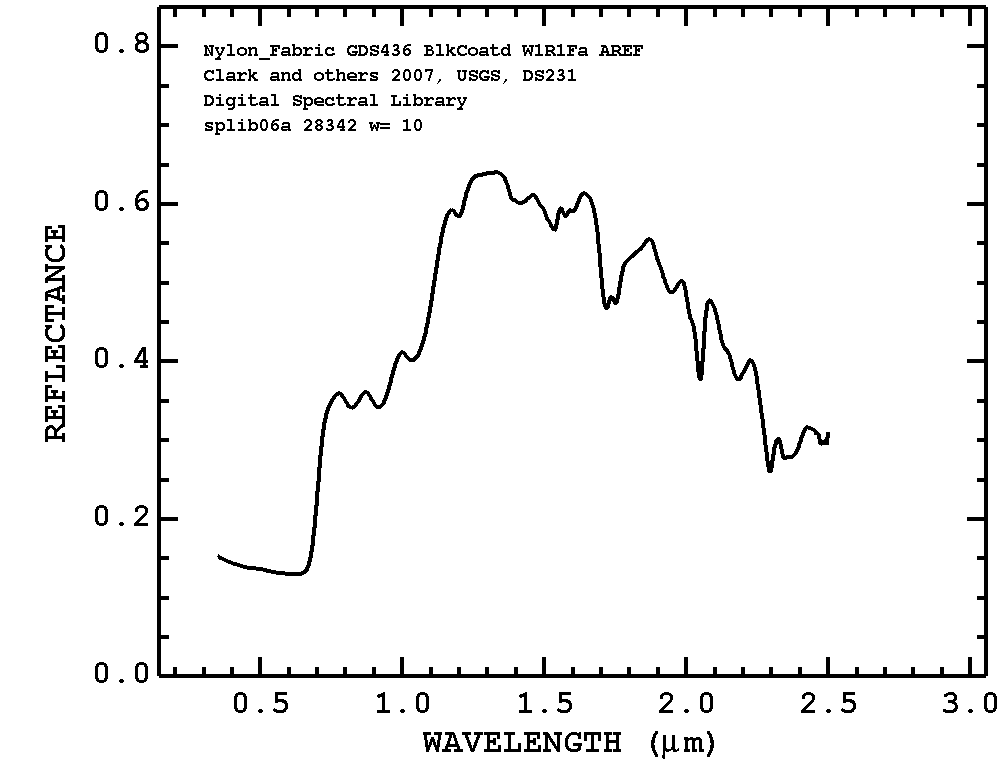 Nylon_Fabric GDS436 BlkCoatd W1R1Fa AREF
Clark and others 2007, USGS, DS231
Digital Spectral Library
splib06a 28342 w= 10
0.8
0.6
0.4
0.2
0.0
REFLECTANCE
0.5 1.0 1.5 2.0 2.5 3.0
WAVELENGTH (μm)